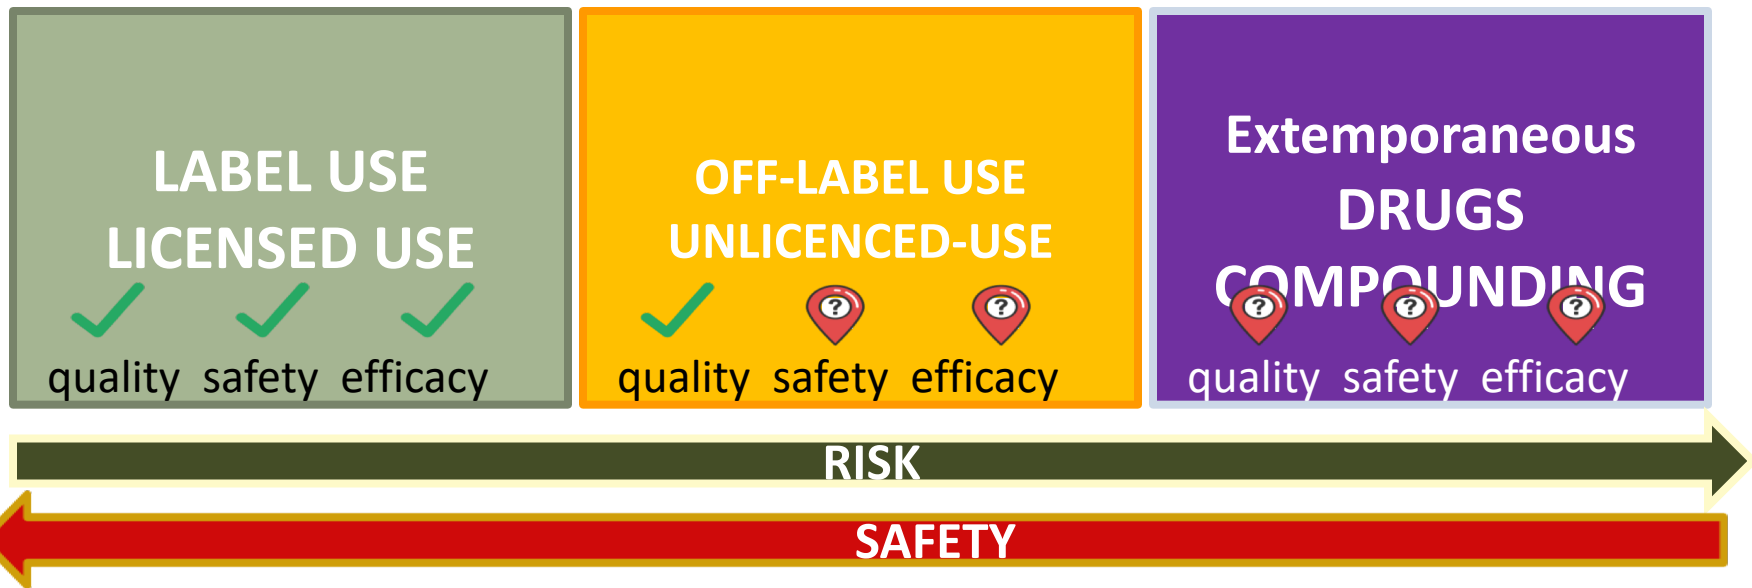 LABEL USE
LICENSED USE
quality safety efficacy
OFF-LABEL USE
UNLICENCED-USE
? ?
quality safety efficacy
Extemporaneous
DRUGS
COMPOUNDING
? ? ?
quality safety efficacy
RISK
SAFETY